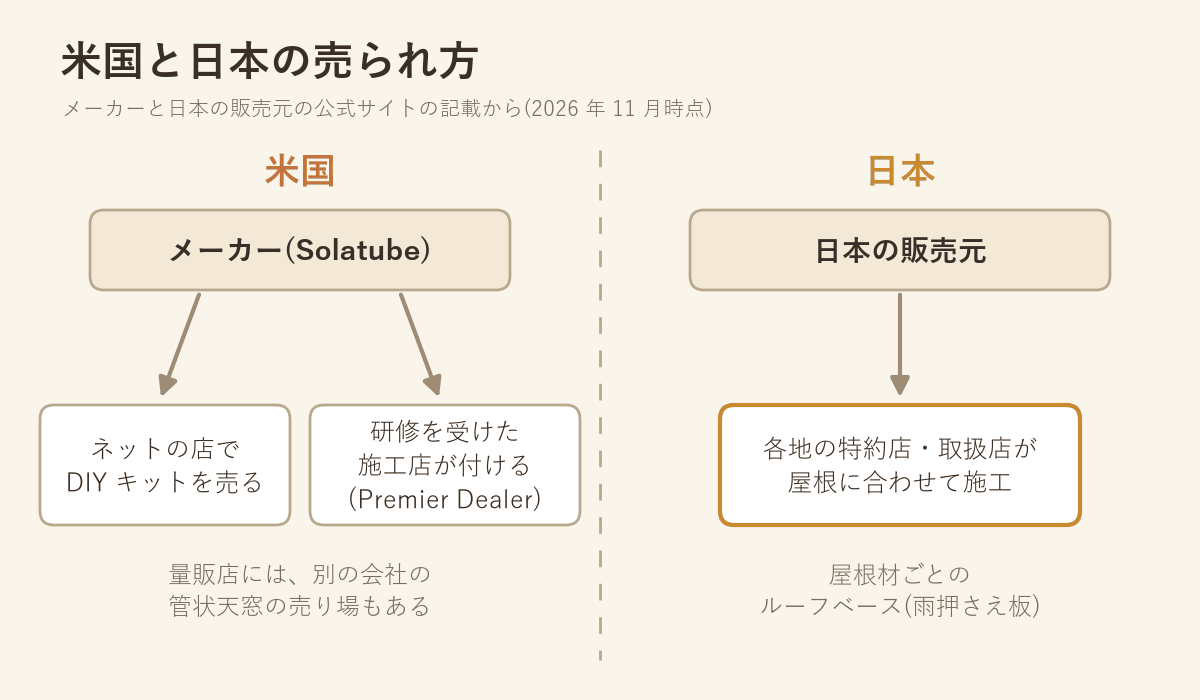 米国と日本の売られ方
メーカーと日本の販売元の公式サイトの記載から(2026 年 11 月時点)
米国
メーカー(Solatube)
ネットの店で
DIY キットを売る
研修を受けた
施工店が付ける
(Premier Dealer)
量販店には、別の会社の
管状天窓の売り場もある
日本
日本の販売元
各地の特約店・取扱店が
屋根に合わせて施工
屋根材ごとの
ルーフベース(雨押さえ板)